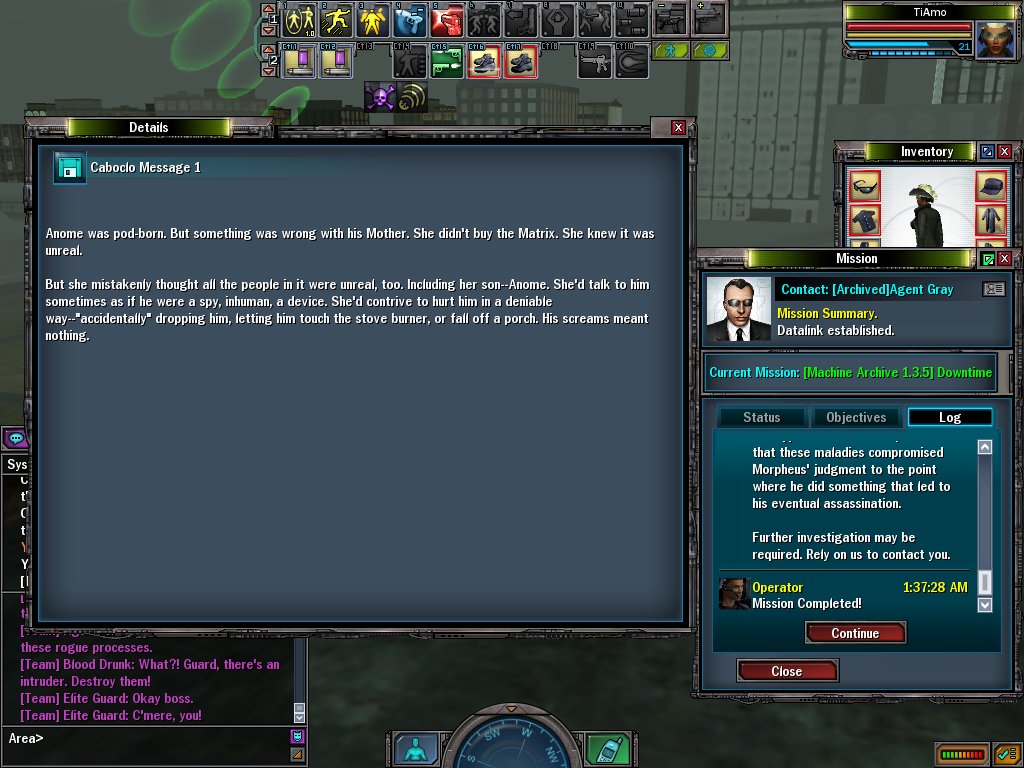 TiAmo
21
1
1.0
2
Details
Caboclo Message 1
Anome was pod-born. But something was wrong with his Mother. She didn't buy the Matrix. She knew it was
unreal.
But she mistakenly thought all the people in it were unreal, too. Including her son--Anome. She'd talk to him
sometimes as if he were a spy, inhuman, a device. She'd contrive to hurt him in a deniable
way--"accidentally" dropping him, letting him touch the stove burner, or fall off a porch. His screams meant
nothing.
Inventory
Mission
Contact: [Archived]Agent Gray
Mission Summary.
Datalink established.
Current Mission: [Machine Archive 1.3.5] Downtime
Status
Objectives
Log
that these maladies compromised
Morpheus' judgment to the point
where he did something that led to
his eventual assassination.
Further investigation may be
required. Rely on us to contact you.
Operator
1:37:28 AM
Mission Completed!
Continue
Close
Sys
these rogue processes.
[Team] Blood Drunk: What?! Guard, there's an
intruder. Destroy them!
[Team] Elite Guard: Okay boss.
[Team] Elite Guard: C'mere, you!
Area>
S
SW
W
NW